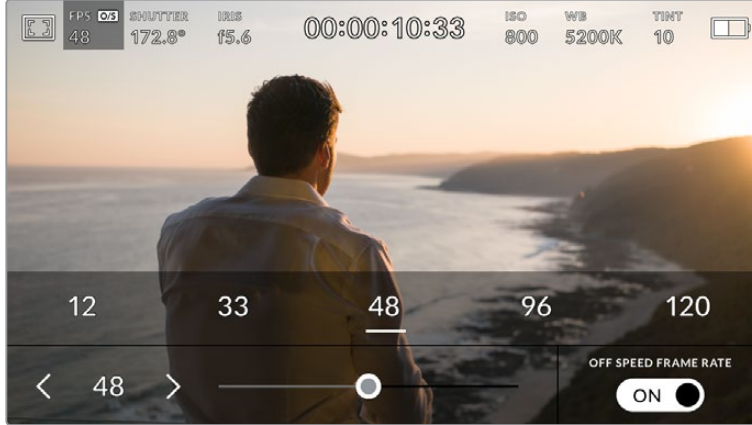 FPS O/S SHUTTER IRIS 00:00:10:33 ISO WB TINT
48 172.8° f5.6 800 5200K 10
12 33 48 96 120
OFF SPEED FRAME RATE
48 ON